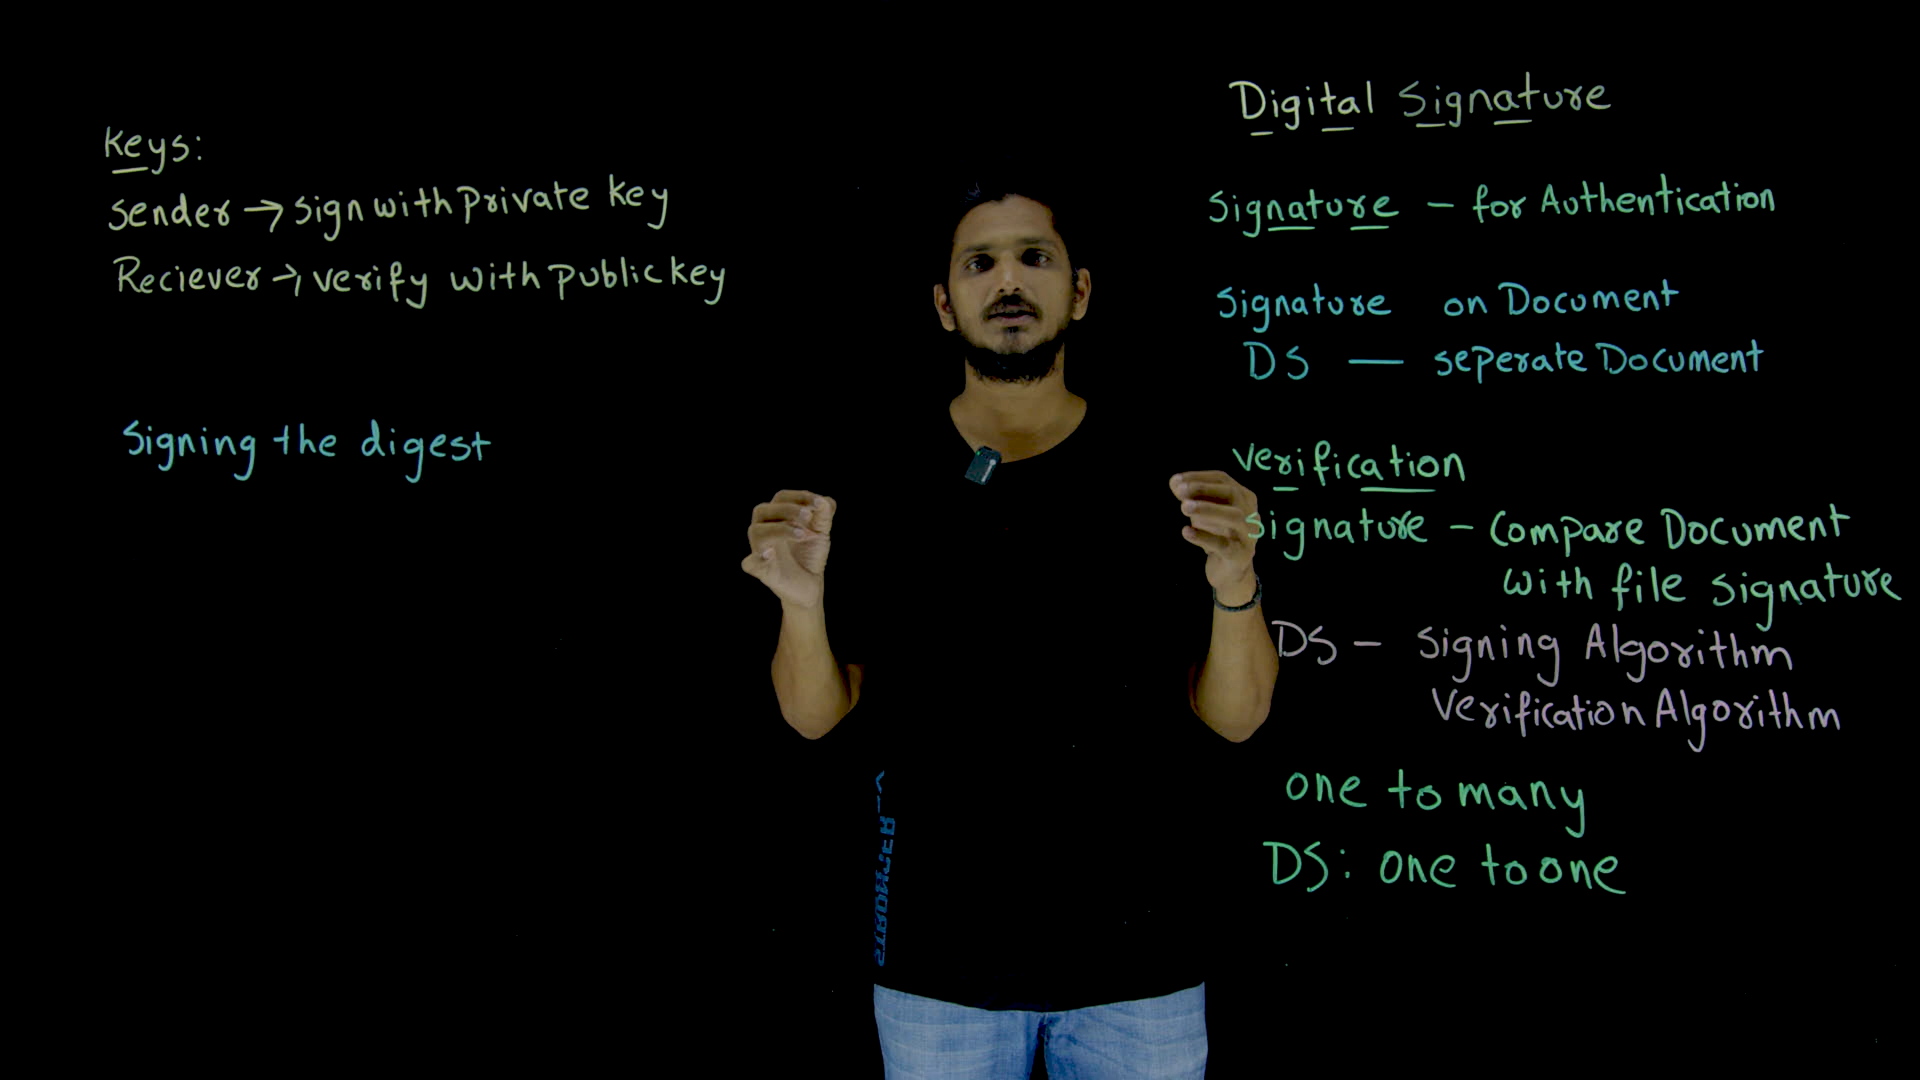 Keys:
Sender → Sign with Private Key
Reciever → verify with Public key
Signing the digest
Digital Signature
Signature - for Authentication
Signature on Document
DS — seperate Document
Verification
Signature - Compare Document
with file signature
DS - Signing Algorithm
Verification Algorithm
one to many
DS: one to one